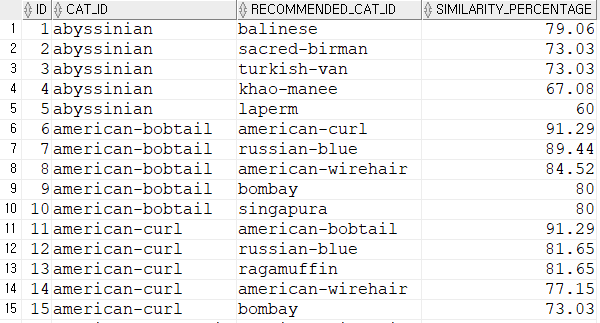 ID CAT_ID RECOMMENDED_CAT_ID SIMILARITY_PERCENTAGE
1 1 abyssinian balinese 79.06
2 2 abyssinian sacred-birman 73.03
3 3 abyssinian turkish-van 73.03
4 4 abyssinian khao-manee 67.08
5 5 abyssinian laperm 60
6 6 american-bobtail american-curl 91.29
7 7 american-bobtail russian-blue 89.44
8 8 american-bobtail american-wirehair 84.52
9 9 american-bobtail bombay 80
10 10 american-bobtail singapura 80
11 11 american-curl american-bobtail 91.29
12 12 american-curl russian-blue 81.65
13 13 american-curl ragamuffin 81.65
14 14 american-curl american-wirehair 77.15
15 15 american-curl bombay 73.03